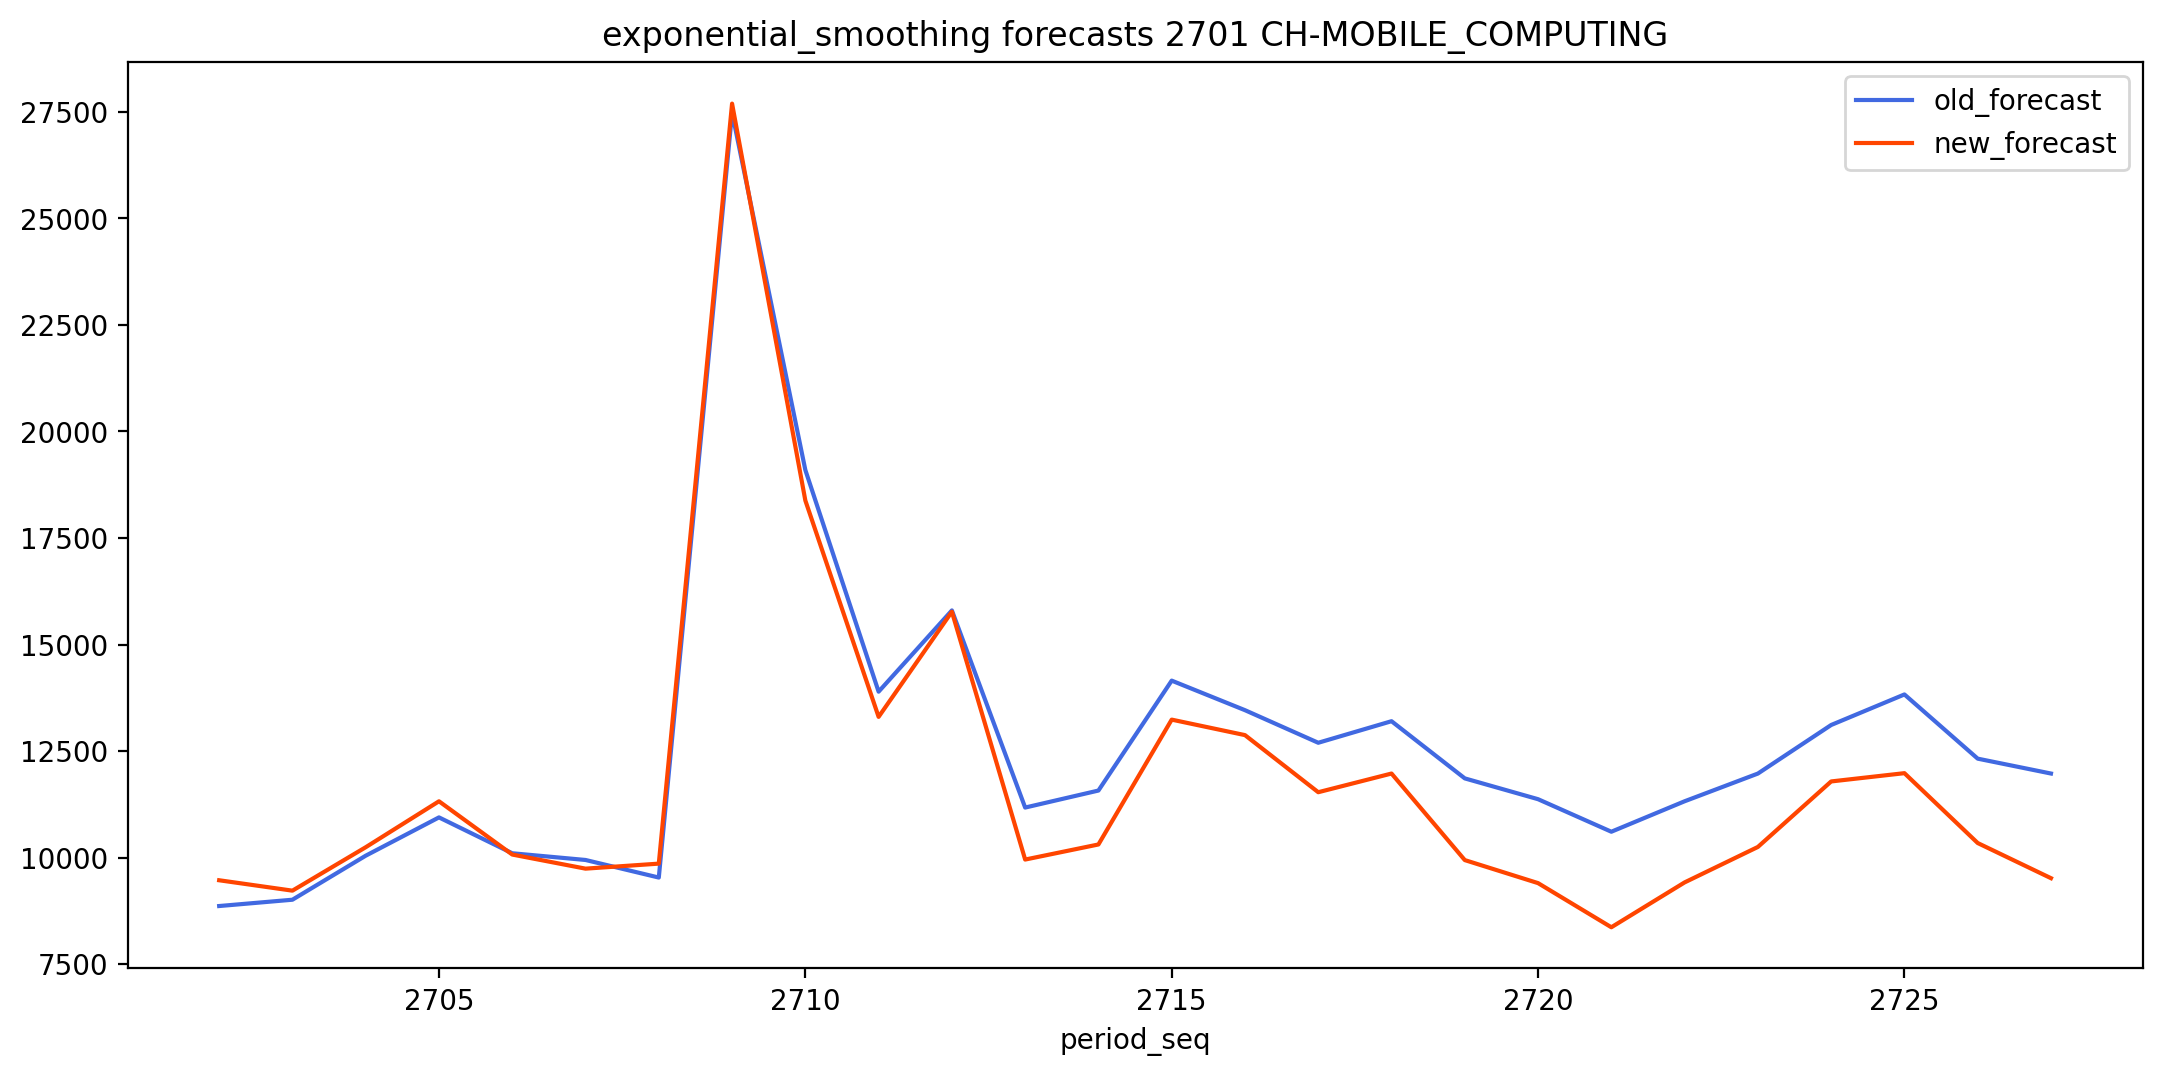 exponential_smoothing forecasts 2701 CH-MOBILE_COMPUTING
old_forecast
new_forecast
27500
25000
22500
20000
17500
15000
12500
10000
7500
2705 2710 2715 2720 2725
period_seq